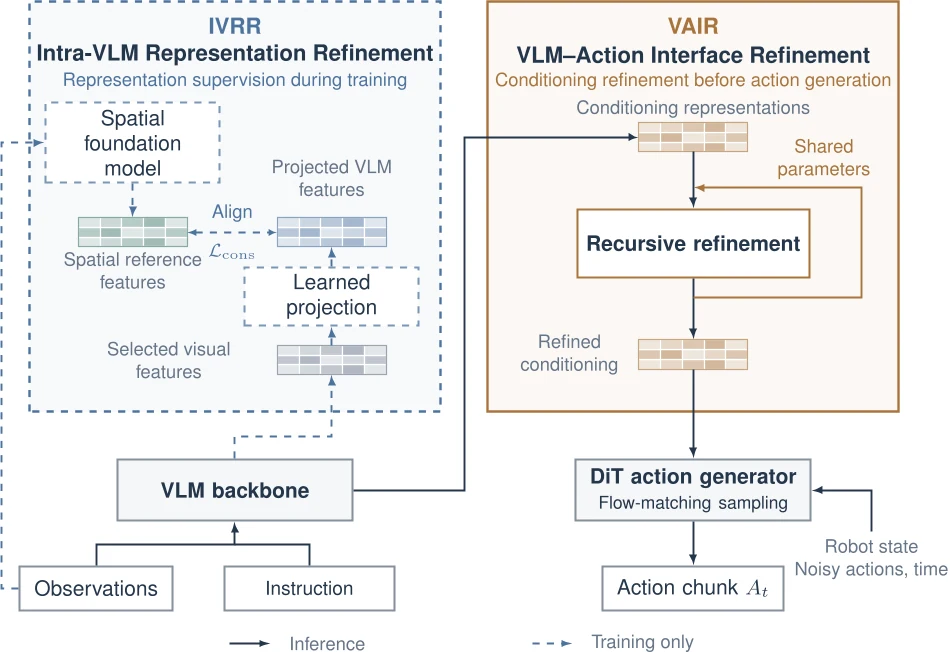 IVRR
Intra-VLM Representation Refinement
Representation supervision during training
Spatial
foundation
model
Projected VLM
features
Align
𝓛cons
Spatial reference
features
Learned
projection
Selected visual
features
VAIR
VLM–Action Interface Refinement
Conditioning refinement before action generation
Conditioning representations
Shared
parameters
Recursive refinement
Refined
conditioning
VLM backbone
Observations
Instruction
DiT action generator
Flow-matching sampling
Robot state
Noisy actions, time
Action chunk Aₜ
Inference
Training only